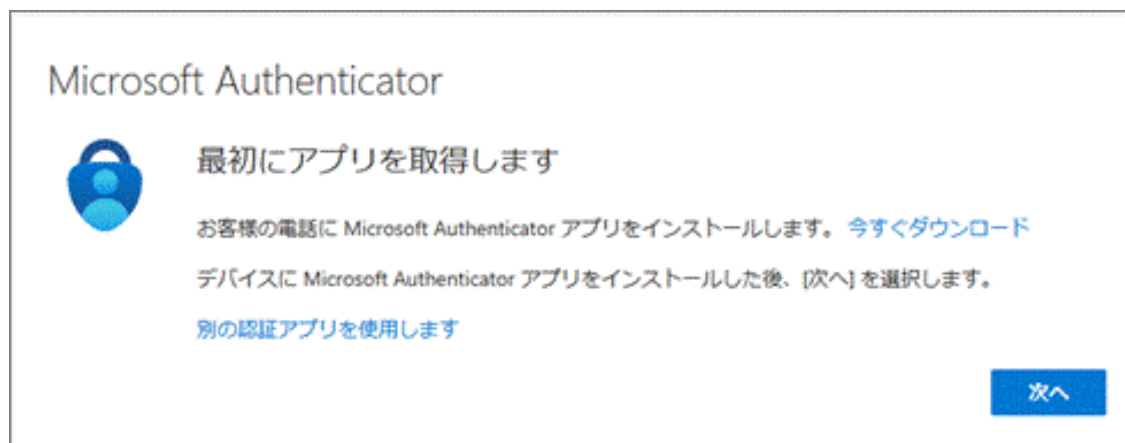 Microsoft Authenticator
最初にアプリを取得します
お客様の電話に Microsoft Authenticator アプリをインストールします。 今すぐダウンロード
デバイスに Microsoft Authenticator アプリをインストールした後、[次へ] を選択します。
別の認証アプリを使用します
次へ